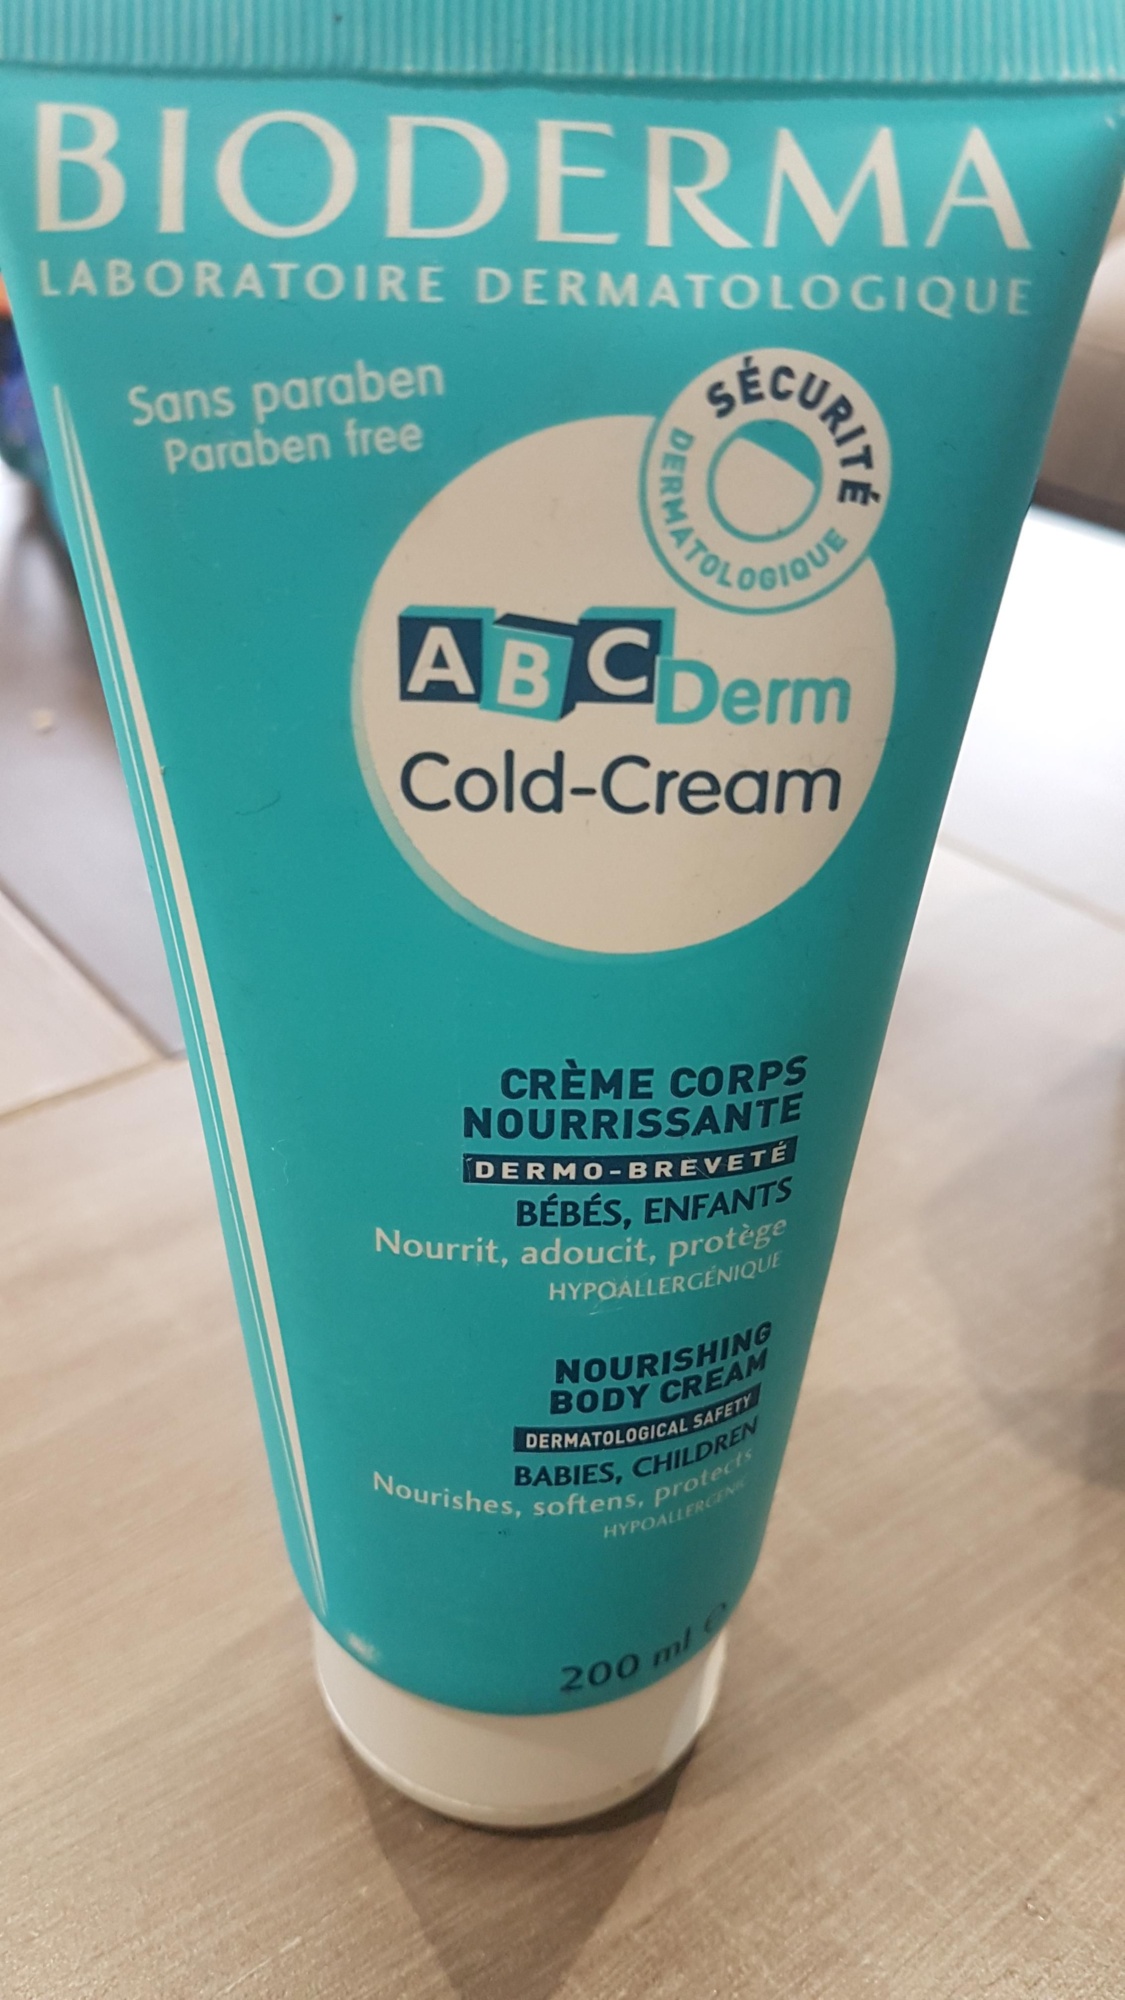 BIODERMA
LABORATOIRE DERMATOLOGIQUE
Sans paraben
Paraben free
SÉCURITÉ
DERMATOLOGIQUE
ABCDerm
Cold-Cream
CRÈME CORPS
NOURRISSANTE
DERMO-BREVETÉ
BÉBÉS, ENFANTS
Nourrit, adoucit, protège
HYPOALLERGÉNIQUE
NOURISHING
BODY CREAM
DERMATOLOGICAL SAFETY
BABIES, CHILDREN
Nourishes, softens, protects
HYPOALLERGENIC
200 ml ℮